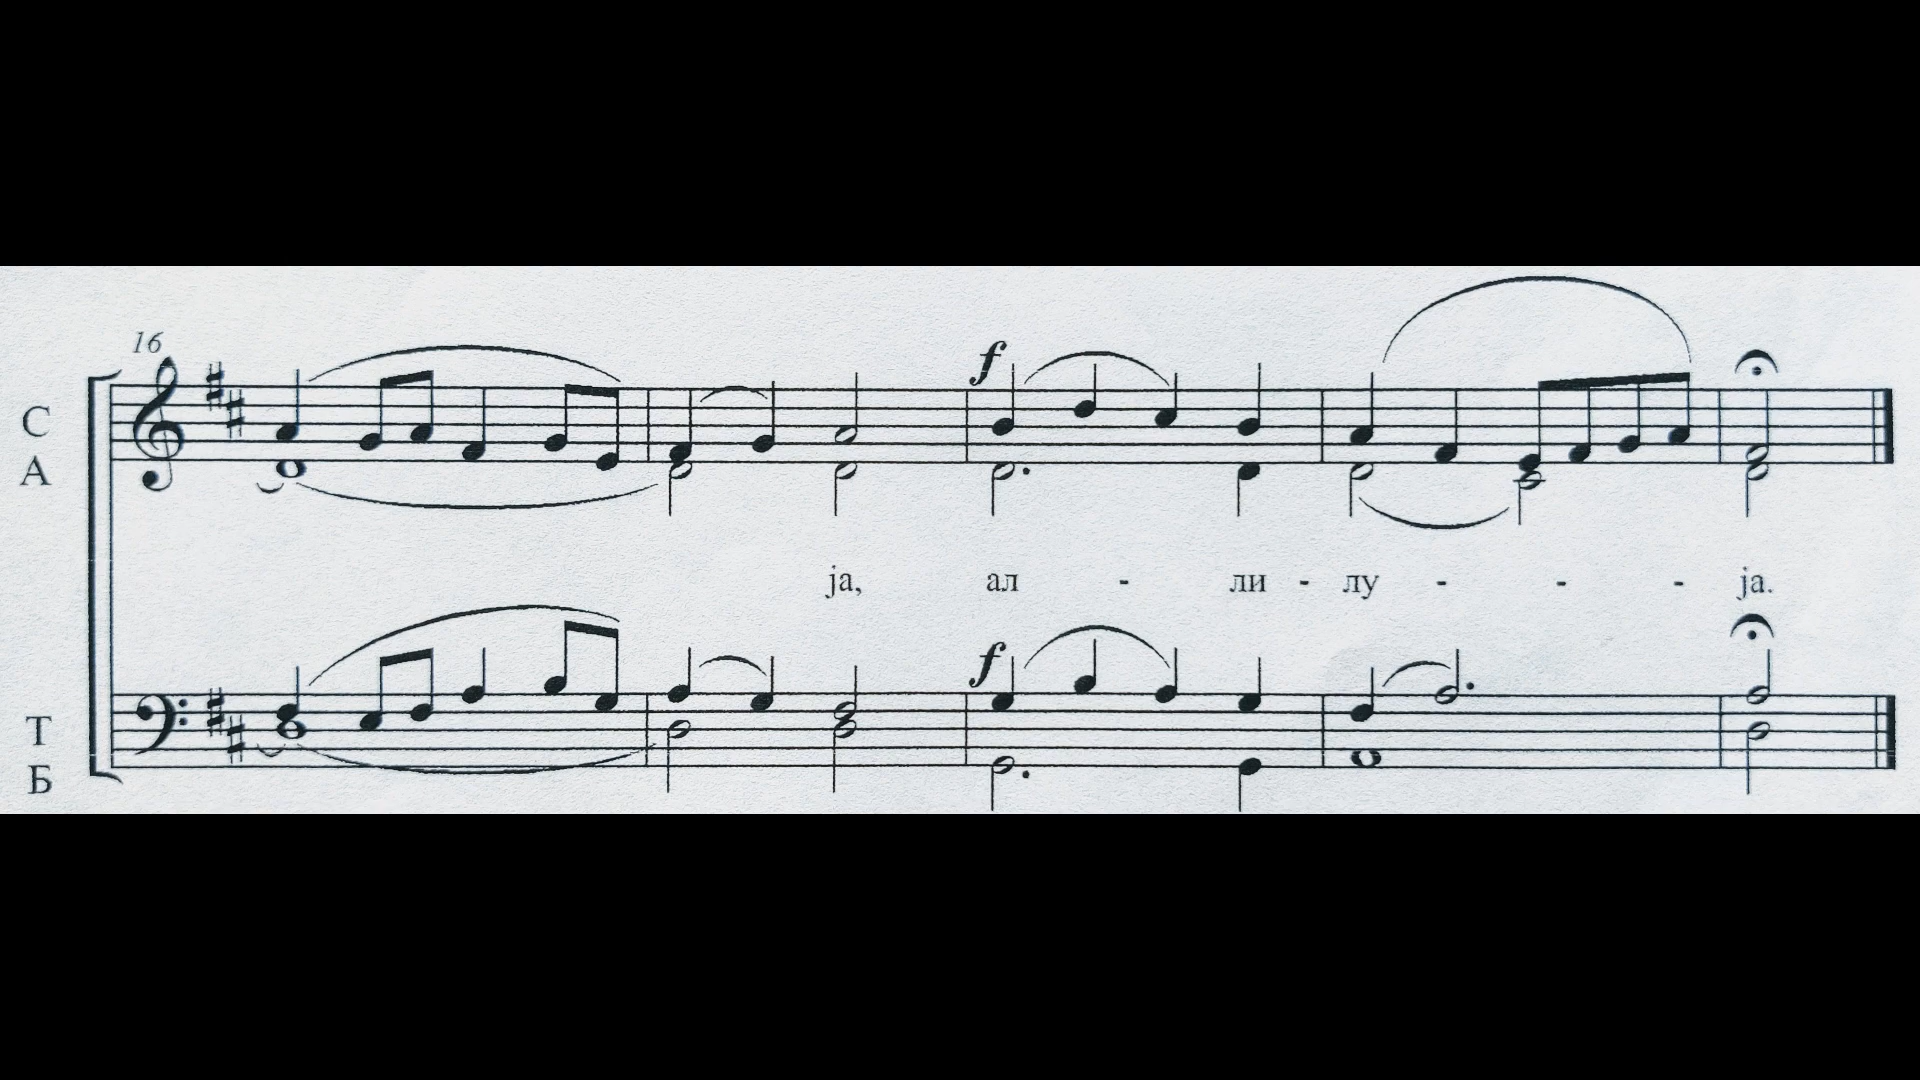 16
f
С
А
ја, ал - ли - лу - - - ја.
f
Т
Б